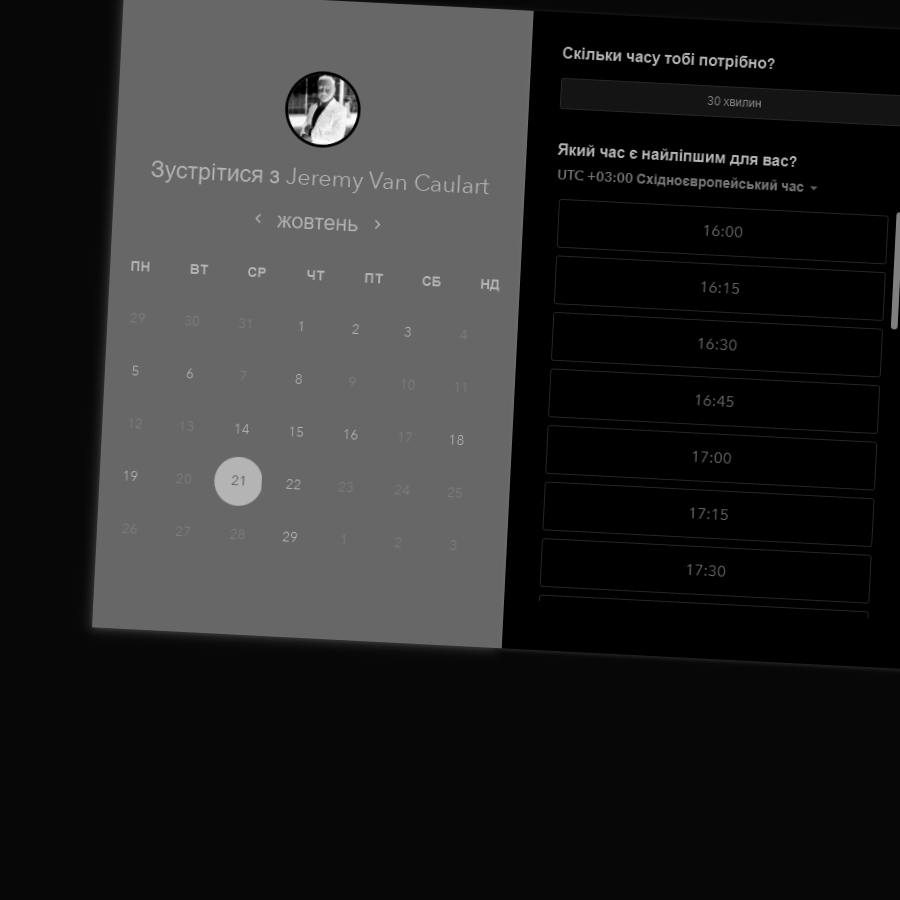 Зустрітися з Jeremy Van Caulart
‹ жовтень ›
ПН ВТ СР ЧТ ПТ СБ НД
29 30 31 1 2 3 4
5 6 7 8 9 10 11
12 13 14 15 16 17 18
19 20 21 22 23 24 25
26 27 28 29 1 2 3
Скільки часу тобі потрібно?
30 хвилин
Який час є найліпшим для вас?
UTC +03:00 Східноєвропейський час
16:00
16:15
16:30
16:45
17:00
17:15
17:30